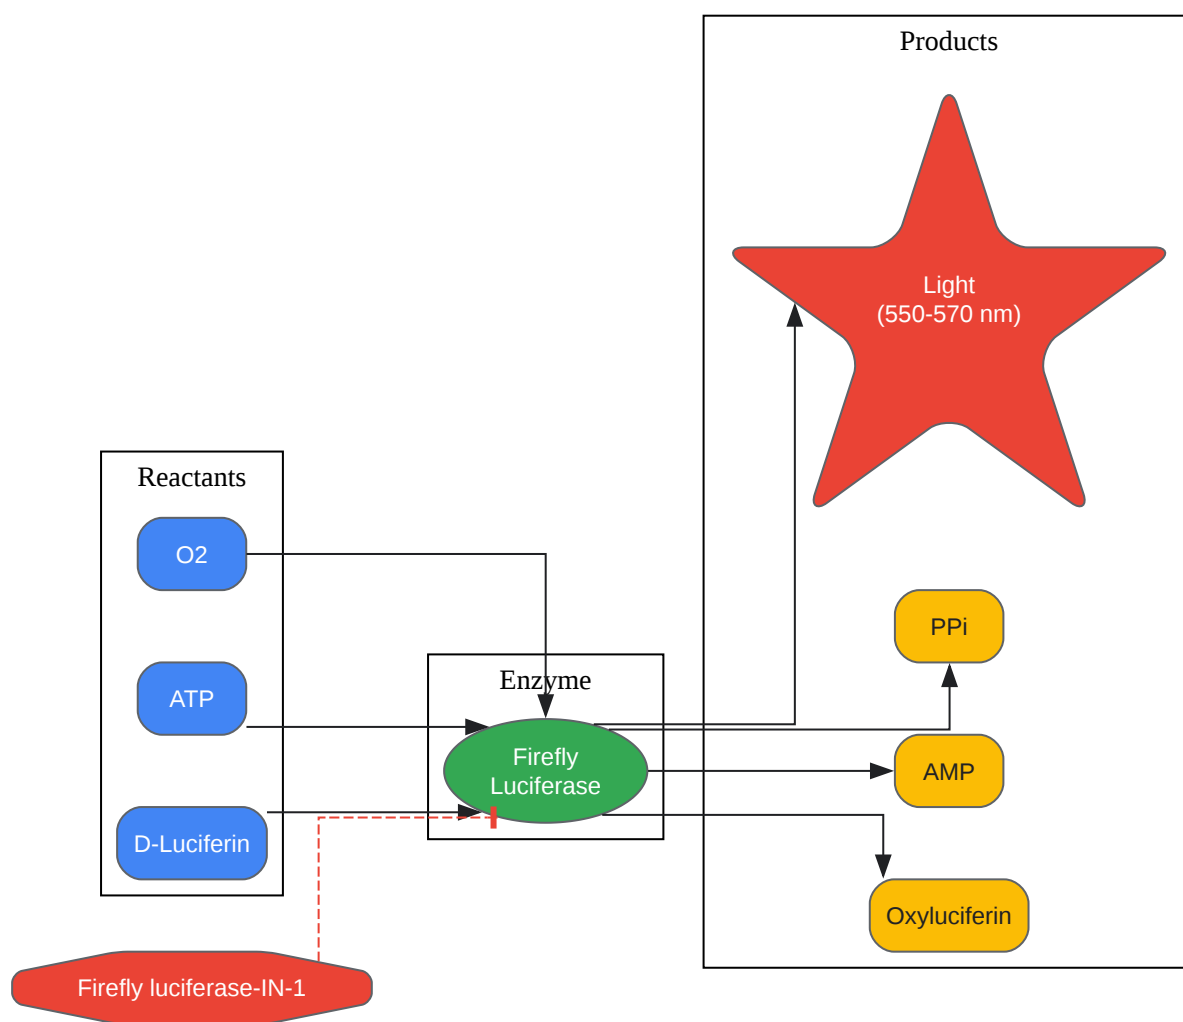 Products
Light
(550-570 nm)
Reactants
O2
PPi
Enzyme
ATP
Firefly
Luciferase
AMP
D-Luciferin
Oxyluciferin
Firefly luciferase-IN-1